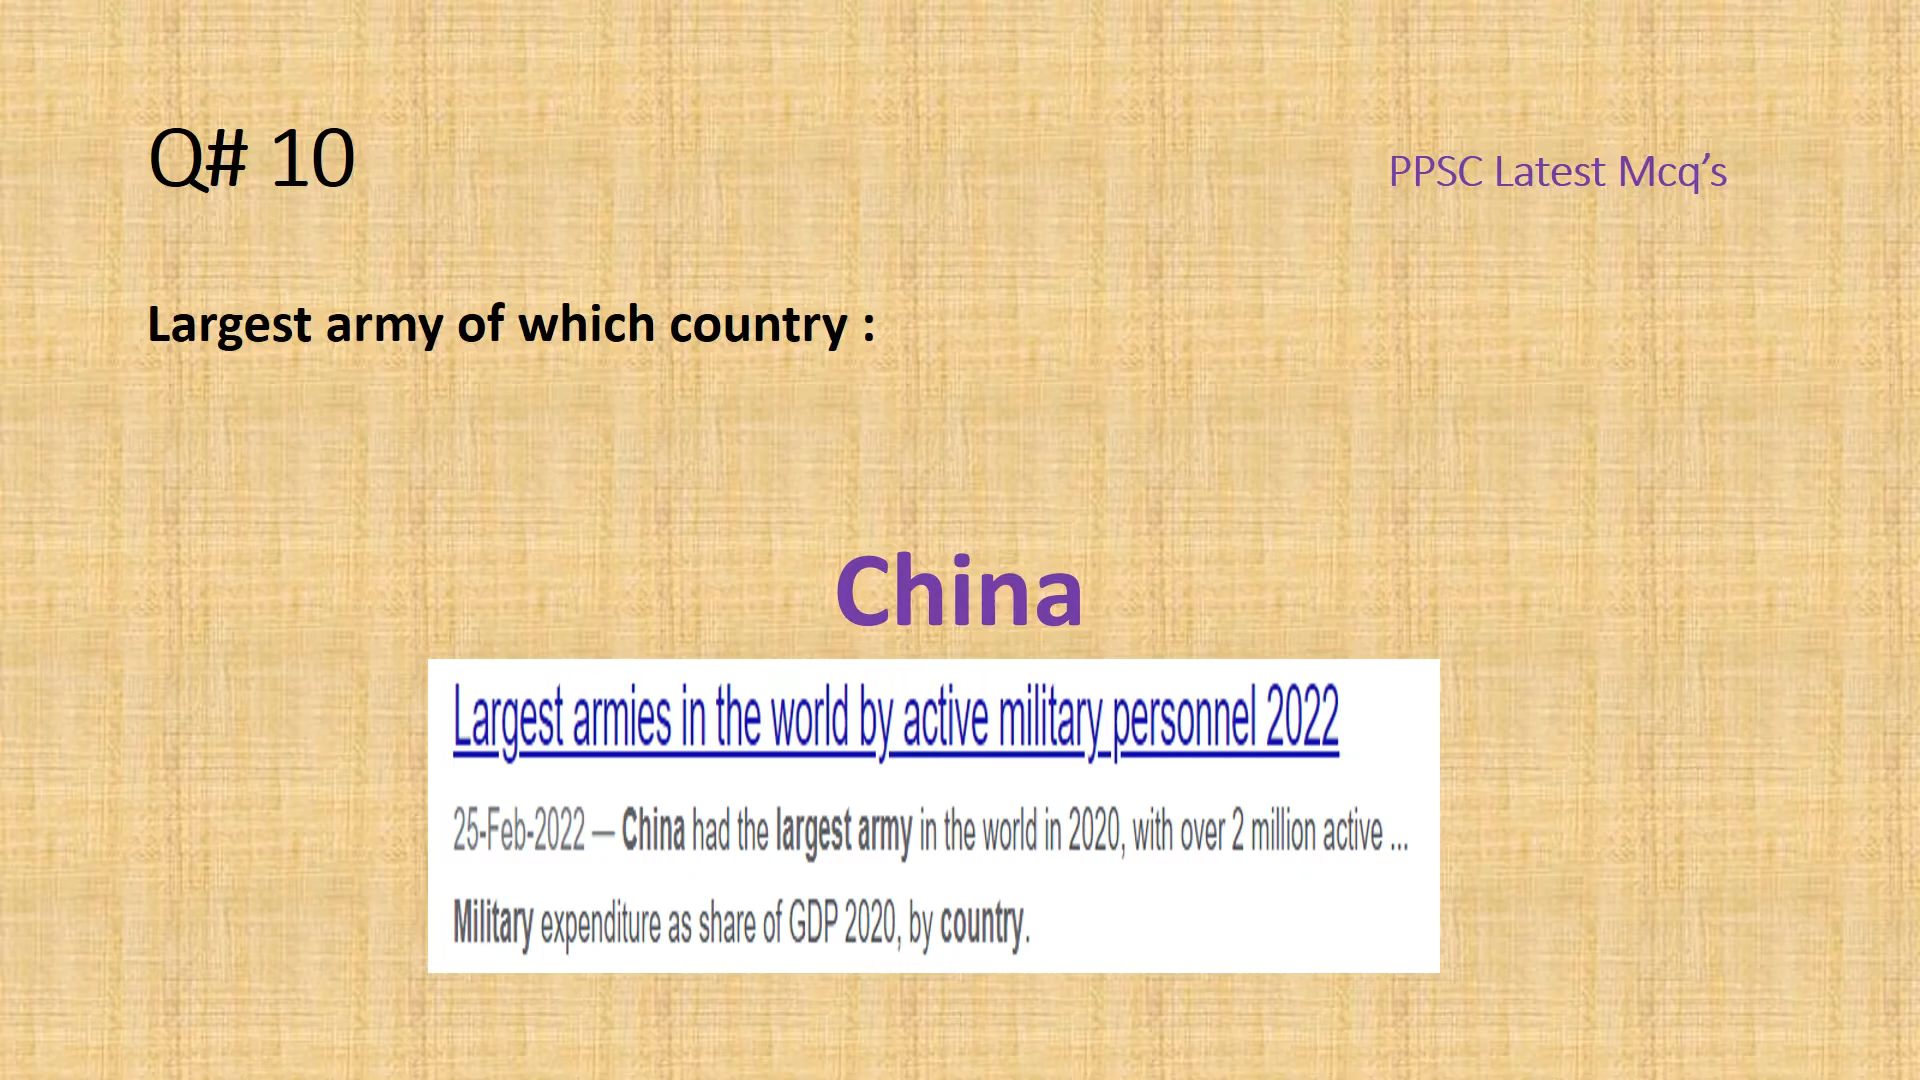 Q# 10
PPSC Latest Mcq’s
Largest army of which country :
China
Largest armies in the world by active military personnel 2022
25-Feb-2022 — China had the largest army in the world in 2020, with over 2 million active ...
Military expenditure as share of GDP 2020, by country.